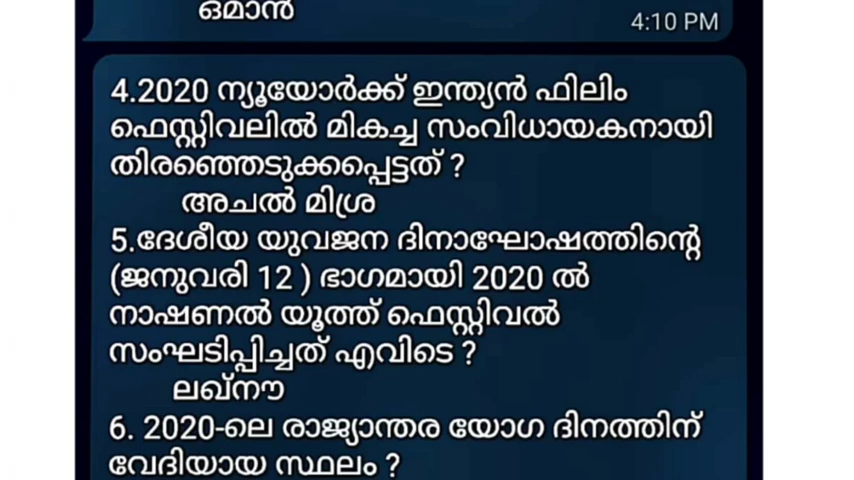 ഒമാൻ
4:10 PM
4.2020 ന്യൂയോർക്ക് ഇന്ത്യൻ ഫിലിം
ഫെസ്റ്റിവലിൽ മികച്ച സംവിധായകനായി
തിരഞ്ഞെടുക്കപ്പെട്ടത് ?
അചൽ മിശ്ര
5.ദേശീയ യുവജന ദിനാഘോഷത്തിന്റെ
(ജനുവരി 12 ) ഭാഗമായി 2020 ൽ
നാഷണൽ യൂത്ത് ഫെസ്റ്റിവൽ
സംഘടിപ്പിച്ചത് എവിടെ ?
ലഖ്നൗ
6. 2020-ലെ രാജ്യാന്തര യോഗ ദിനത്തിന്
വേദിയായ സ്ഥലം ?